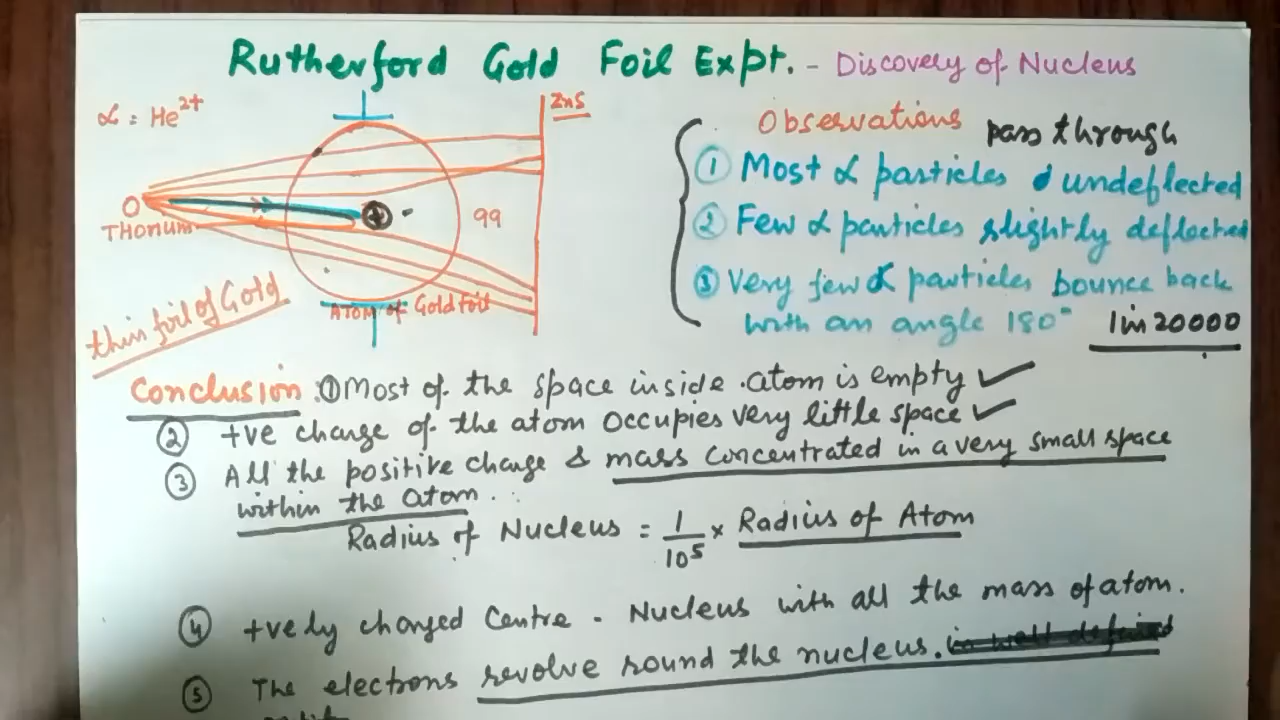 Rutherford Gold Foil Expt. - Discovery of Nucleus
α = He²⁺
ZnS
O
THORIUM
+
99
ATOM of Gold Foil
thin foil of Gold
Observations
pass through
① Most α particles undeflected
② Few α particles slightly deflected
③ Very few α particles bounce back
with an angle 180° 1 in 20000
Conclusion : ① Most of the space inside atom is empty ✓
② +ve charge of the atom occupies very little space ✓
③ All the positive charge & mass concentrated in a very small space
within the atom.
Radius of Nucleus = 1/10⁵ × Radius of Atom
④ +vely charged Centre - Nucleus with all the mass of atom.
⑤ The electrons revolve round the nucleus.